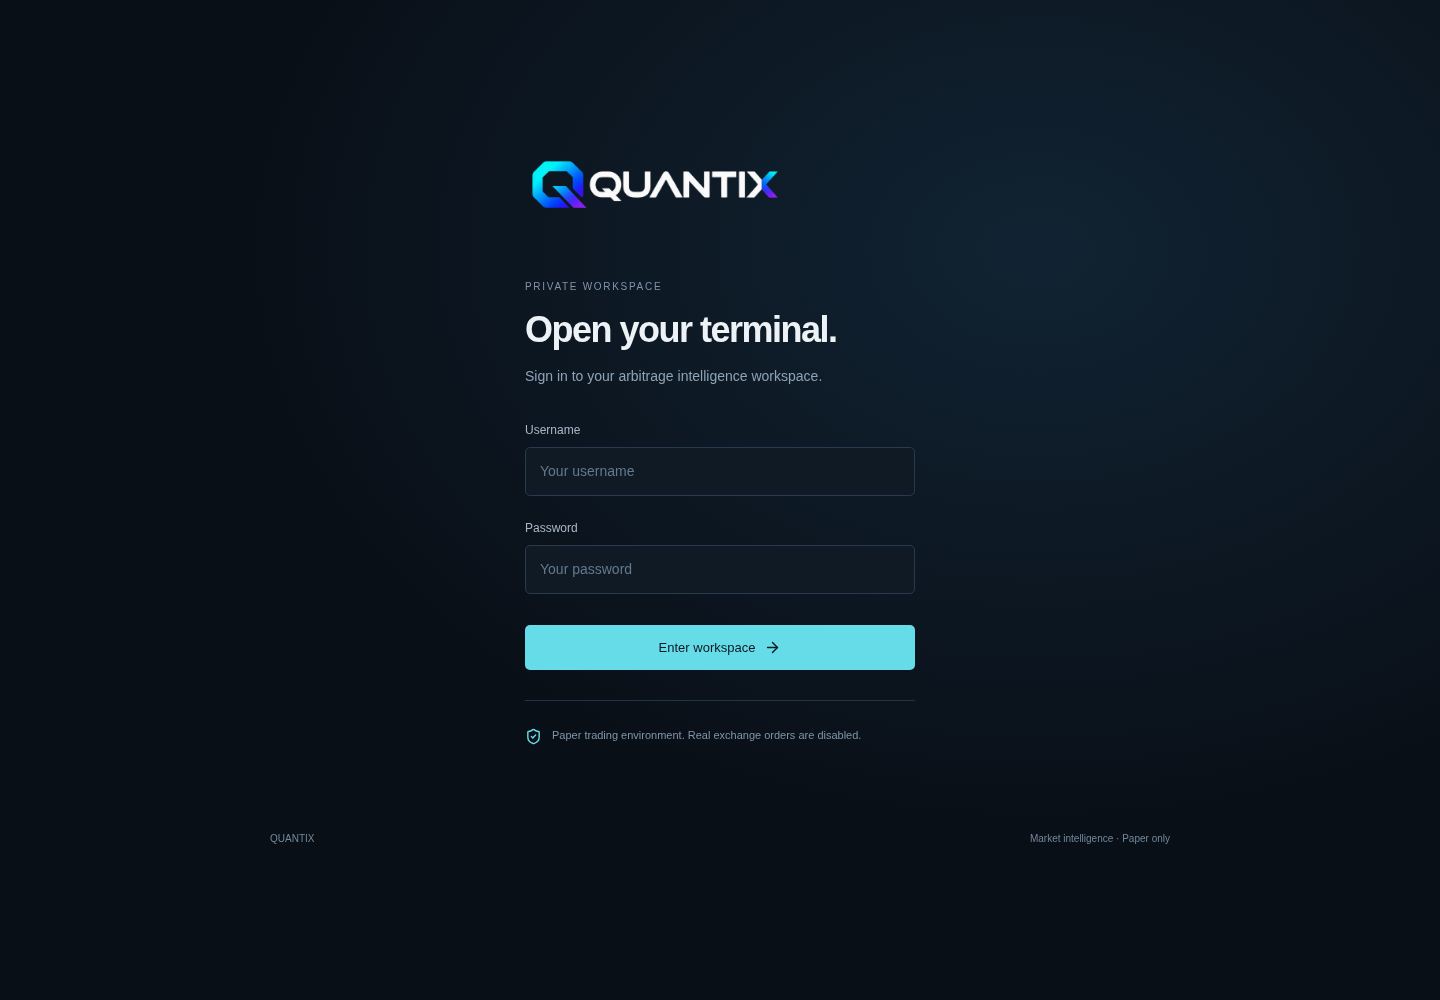 QUANTIX
PRIVATE WORKSPACE
Open your terminal.
Sign in to your arbitrage intelligence workspace.
Username
Your username
Password
Your password
Enter workspace
Paper trading environment. Real exchange orders are disabled.
QUANTIX
Market intelligence · Paper only